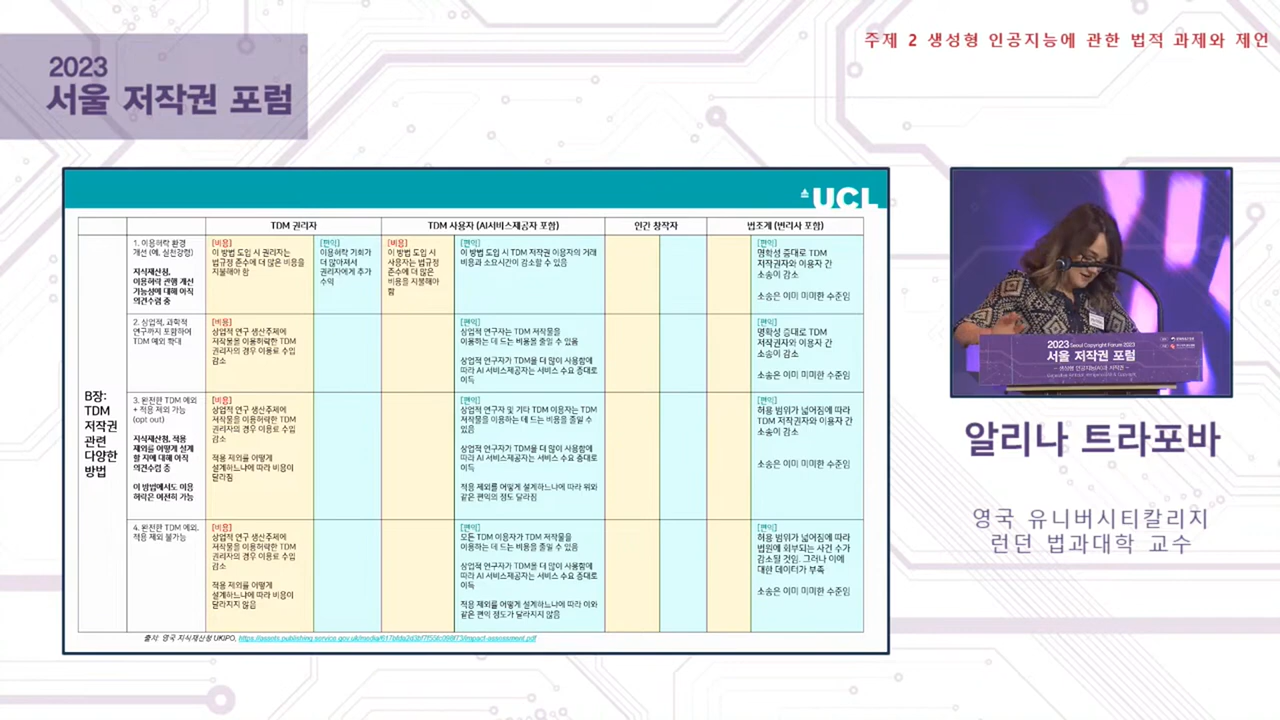 주제 2 생성형 인공지능에 관한 법적 과제와 제언
2023
서울 저작권 포럼
UCL
TDM 권리자
TDM 사용자 (AI서비스제공자 포함)
인간 창작자
법조계 (변리사 포함)
B장:
TDM
저작권
관련
다양한
방법
1. 이용허락 환경
개선 (예, 실천강령)
지식재산청,
이용허락 관행 개선
가능성에 대해 아직
의견수렴 중
[비용]
이 방법 도입 시 권리자는
법규정 준수에 더 많은 비용을
지불해야 함
[편익]
이용허락 기회가
더 많아져서
권리자에게 추가
수익
[비용]
이 방법 도입 시
사용자는 법규정
준수에 더 많은
비용을 지불해야
함
[편익]
이 방법 도입 시 TDM 저작권 이용자의 거래
비용과 소요시간이 감소할 수 있음
[편익]
명확성 증대로 TDM
저작권자와 이용자 간
소송이 감소
소송은 이미 미미한 수준임
2. 상업적, 과학적
연구까지 포함하여
TDM 예외 확대
[비용]
상업적 연구 생산주체에
저작물을 이용허락한 TDM
권리자의 경우 이용료 수입
감소
[편익]
상업적 연구자는 TDM 저작물을
이용하는 데 드는 비용을 줄일 수 있음
상업적 연구자가 TDM을 더 많이 사용함에
따라 AI 서비스제공자는 서비스 수요 증대로
이득
[편익]
명확성 증대로 TDM
저작권자와 이용자 간
소송이 감소
소송은 이미 미미한 수준임
3. 완전한 TDM 예외
+ 적용 제외 가능
(opt out)
지식재산청, 적용
제외를 어떻게 설계
할 지에 대해 아직
의견수렴 중
이 방법에서도 이용
허락은 여전히 가능
[비용]
상업적 연구 생산주체에
저작물을 이용허락한 TDM
권리자의 경우 이용료 수입
감소
적용 제외를 어떻게
설계하느냐에 따라 비용이
달라짐
[편익]
상업적 연구자 및 기타 TDM 이용자는 TDM
저작물을 이용하는 데 드는 비용을 줄일 수
있음
상업적 연구자가 TDM을 더 많이 사용함에
따라 AI 서비스제공자는 서비스 수요 증대로
이득
적용 제외를 어떻게 설계하느냐에 따라 위와
같은 편익의 정도 달라짐
[편익]
허용 범위가 넓어짐에 따라
TDM 저작권자와 이용자 간
소송이 감소
소송은 이미 미미한 수준임
4. 완전한 TDM 예외,
적용 제외 불가능
[비용]
상업적 연구 생산주체에
저작물을 이용허락한 TDM
권리자의 경우 이용료 수입
감소
적용 제외를 어떻게
설계하느냐에 따라 비용이
달라지지 않음
[편익]
모든 TDM 이용자가 TDM 저작물을
이용하는 데 드는 비용을 줄일 수 있음
상업적 연구자가 TDM을 더 많이 사용함에
따라 AI 서비스제공자는 서비스 수요 증대로
이득
적용 제외를 어떻게 설계하느냐에 따라 이와
같은 편익 정도가 달라지지 않음
[편익]
허용 범위가 넓어짐에 따라
법원에 회부되는 사건 수가
감소될 것임. 그러나 이에
대한 데이터가 부족
소송은 이미 미미한 수준임
출처: 영국 지식재산청 UKIPO,
2023 Seoul Copyright Forum 2023
서울 저작권 포럼
- 생성형 인공지능(AI)과 저작권 -
알리나 트라포바
영국 유니버시티칼리지
런던 법과대학 교수